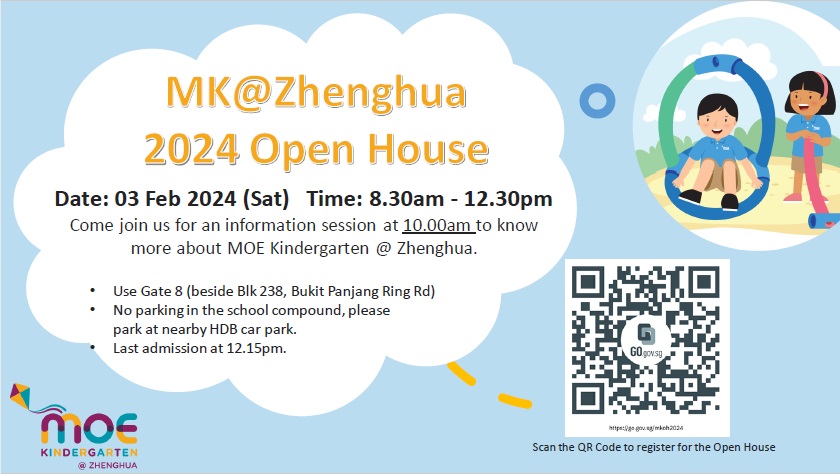 MK@Zhenghua
2024 Open House
Date: 03 Feb 2024 (Sat) Time: 8.30am - 12.30pm
Come join us for an information session at 10.00am to know
more about MOE Kindergarten @ Zhenghua.
• Use Gate 8 (beside Blk 238, Bukit Panjang Ring Rd)
• No parking in the school compound, please
park at nearby HDB car park.
• Last admission at 12.15pm.
GO.gov.sg
https://go.gov.sg/mkoh2024
Scan the QR Code to register for the Open House
moe
KINDERGARTEN
@ ZHENGHUA